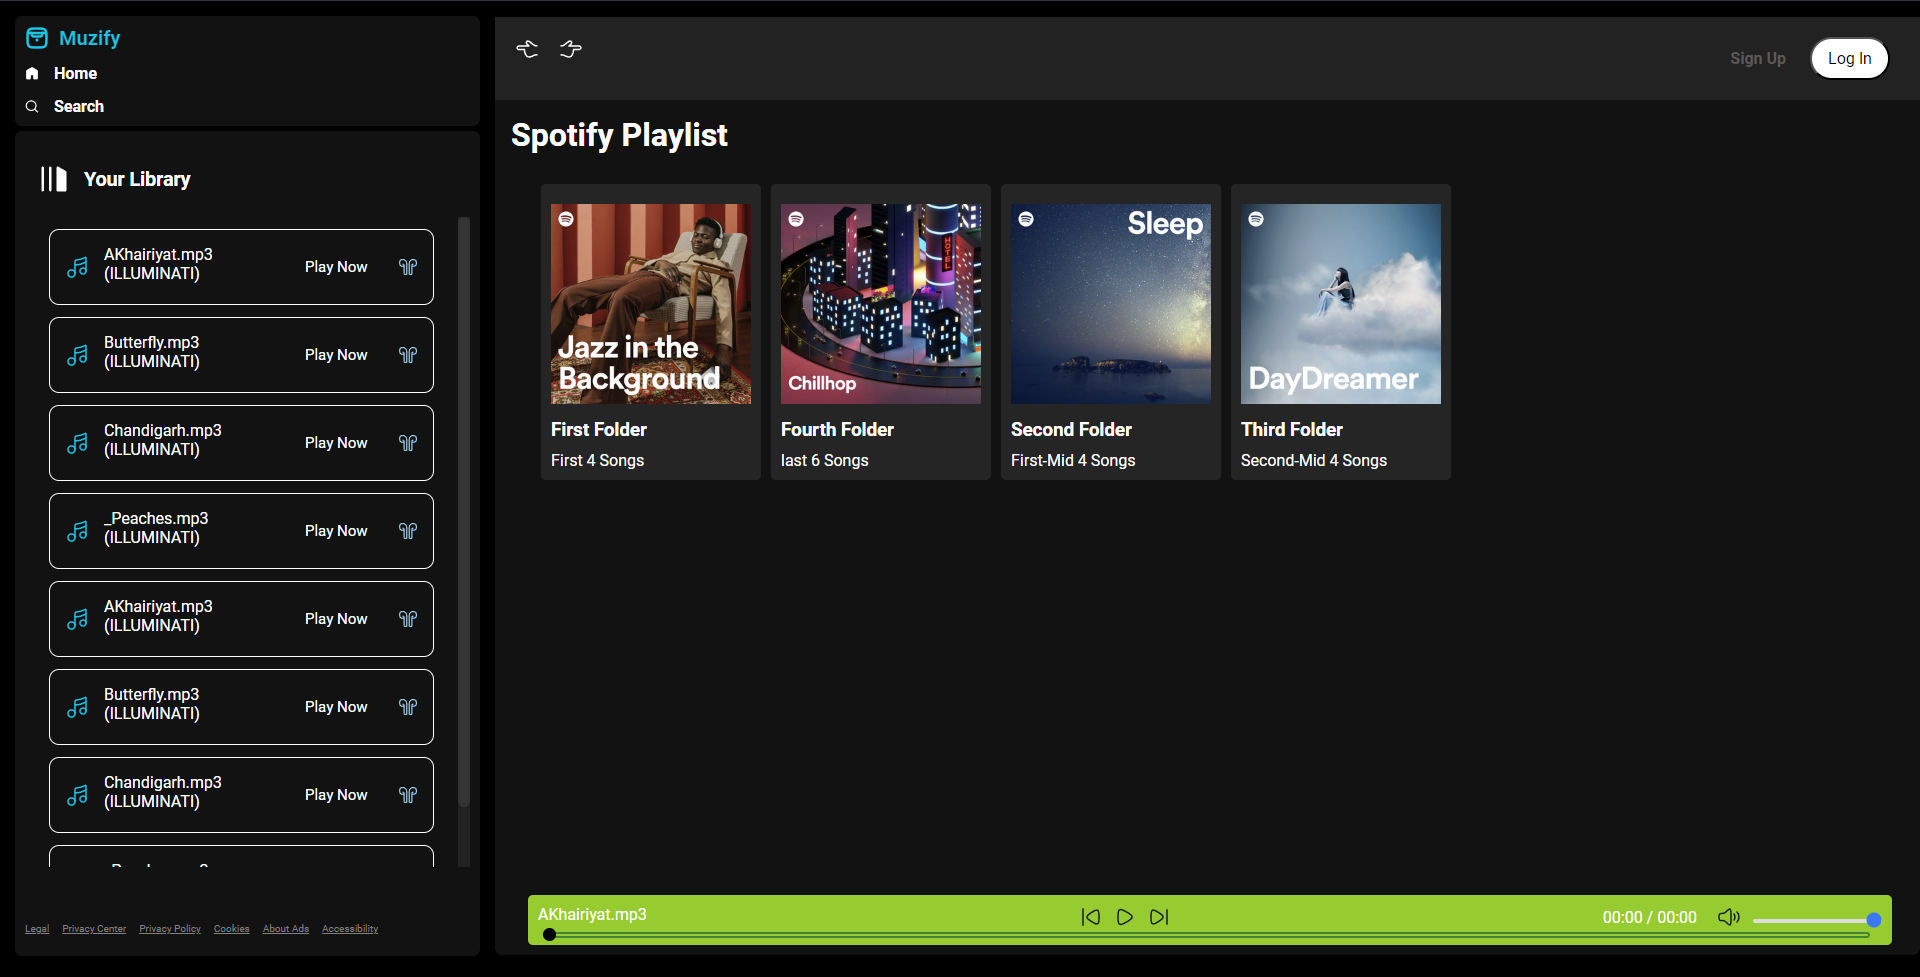 Muzify
Home
Search
Your Library
AKhairiyat.mp3
(ILLUMINATI)
Play Now
Butterfly.mp3
(ILLUMINATI)
Play Now
Chandigarh.mp3
(ILLUMINATI)
Play Now
_Peaches.mp3
(ILLUMINATI)
Play Now
AKhairiyat.mp3
(ILLUMINATI)
Play Now
Butterfly.mp3
(ILLUMINATI)
Play Now
Chandigarh.mp3
(ILLUMINATI)
Play Now
Legal Privacy Center Privacy Policy Cookies About Ads Accessibility
Sign Up Log In
Spotify Playlist
Jazz in the
Background
First Folder
First 4 Songs
HOTEL
Chillhop
Fourth Folder
last 6 Songs
Sleep
Second Folder
First-Mid 4 Songs
DayDreamer
Third Folder
Second-Mid 4 Songs
AKhairiyat.mp3
00:00 / 00:00